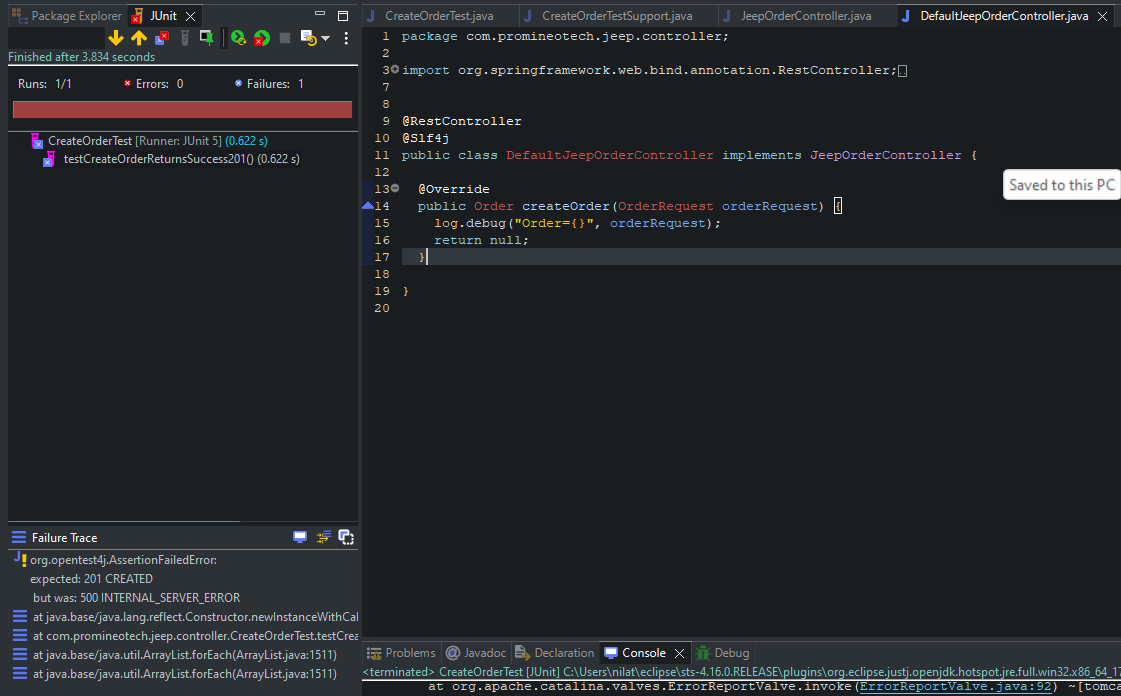 Package Explorer JUnit
Finished after 3.834 seconds
Runs: 1/1 Errors: 0 Failures: 1
CreateOrderTest [Runner: JUnit 5] (0.622 s)
testCreateOrderReturnsSuccess201() (0.622 s)
Failure Trace
org.opentest4j.AssertionFailedError:
expected: 201 CREATED
but was: 500 INTERNAL_SERVER_ERROR
at java.base/java.lang.reflect.Constructor.newInstanceWithCal
at com.promineotech.jeep.controller.CreateOrderTest.testCrea
at java.base/java.util.ArrayList.forEach(ArrayList.java:1511)
at java.base/java.util.ArrayList.forEach(ArrayList.java:1511)
CreateOrderTest.java CreateOrderTestSupport.java JeepOrderController.java DefaultJeepOrderController.java
1 package com.promineotech.jeep.controller;
2
3 import org.springframework.web.bind.annotation.RestController;
7
8
9 @RestController
10 @Slf4j
11 public class DefaultJeepOrderController implements JeepOrderController {
12
13 @Override
14 public Order createOrder(OrderRequest orderRequest) {
15 log.debug("Order={}", orderRequest);
16 return null;
17 }
18
19 }
20
Saved to this PC
Problems @ Javadoc Declaration Console Debug
<terminated> CreateOrderTest [JUnit] C:\Users\nilat\eclipse\sts-4.16.0.RELEASE\plugins\org.eclipse.justj.openjdk.hotspot.jre.full.win32.x86_64_17
at org.apache.catalina.valves.ErrorReportValve.invoke(ErrorReportValve.java:92) ~[tomca